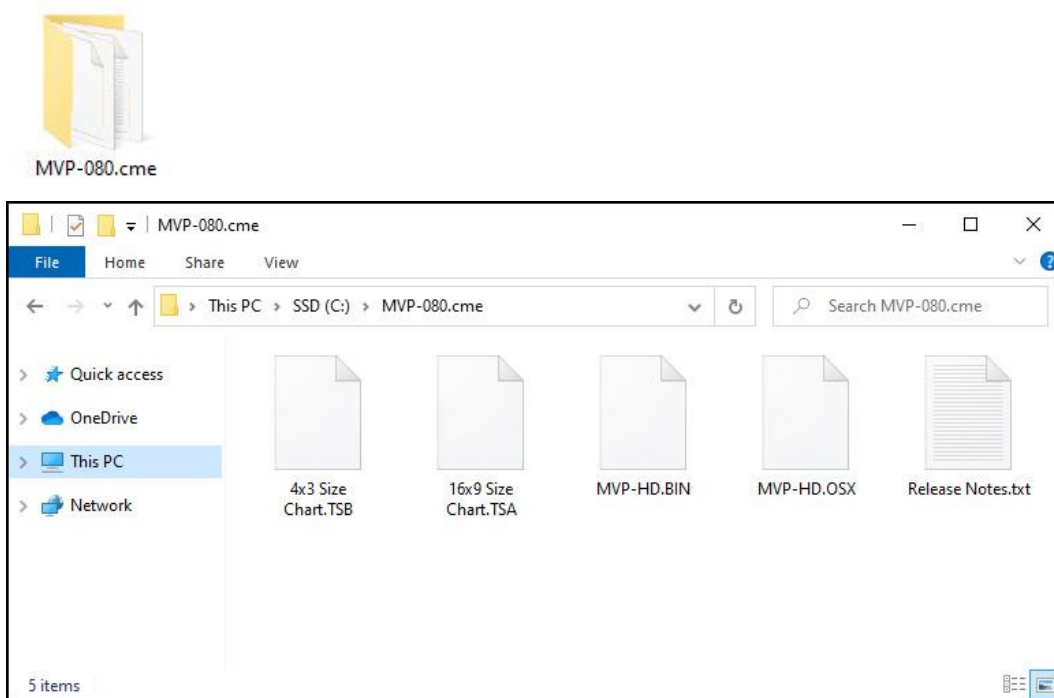 MVP-080.cme
MVP-080.cme
File Home Share View
This PC > SSD (C:) > MVP-080.cme
Search MVP-080.cme
Quick access
OneDrive
This PC
Network
4x3 Size
Chart.TSB
16x9 Size
Chart.TSA
MVP-HD.BIN
MVP-HD.OSX
Release Notes.txt
5 items